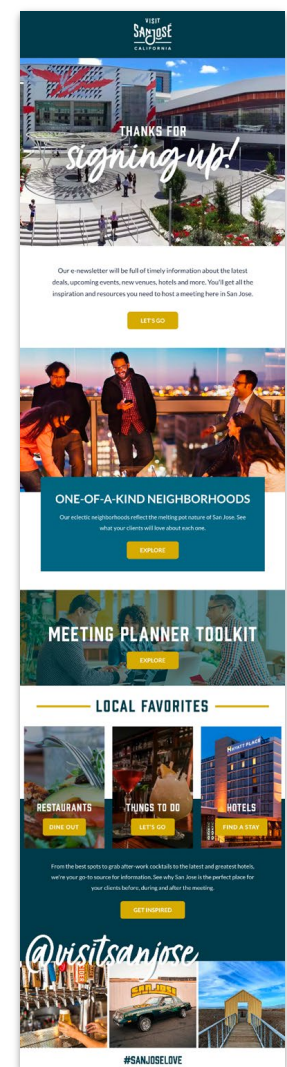 VISIT
SAN JOSÉ
CALIFORNIA
THANKS FOR
signing up!
Our e-newsletter will be full of timely information about the latest
deals, upcoming events, new venues, hotels and more. You'll get all the
inspiration and resources you need to host a meeting here in San Jose.
LET'S GO
ONE-OF-A-KIND NEIGHBORHOODS
Our eclectic neighborhoods reflect the melting pot nature of San Jose. See
what your clients will love about each one.
EXPLORE
MEETING PLANNER TOOLKIT
EXPLORE
LOCAL FAVORITES
HYATT PLACE
RESTAURANTS
THINGS TO DO
HOTELS
DINE OUT
LET'S GO
FIND A STAY
From the best spots to grab after-work cocktails to the latest and greatest hotels,
we're your go-to source for information. See why San Jose is the perfect place for
your clients before, during and after the meeting.
GET INSPIRED
@visitsanjose
SAN JOSE
#SANJOSELOVE